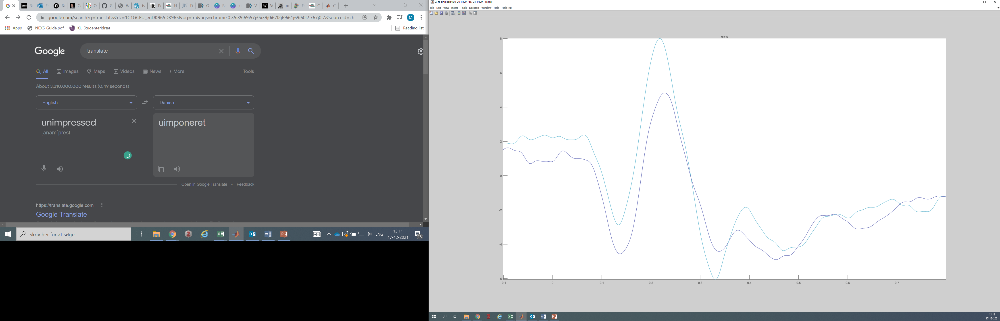 google.com/search?q=translate&rlz=1C1GCEU_enDK965DK965&oq=tra&aqs=chrome.0.35i39j69i57j35i39j0i67l2j69i61j69i60l2.767j0j7&sourceid=ch...
M
Apps
NEXS-Guide.pdf
KU Studenteridræt
Reading list
Google
translate
All
Images
Maps
Videos
News
More
Tools
About 3.210.000.000 results (0,49 seconds)
English
Danish
unimpressed
ˌənəmˈprest
uimponeret
Open in Google Translate • Feedback
https://translate.google.com
Google Translate
Skriv her for at søge
ENG
13:11
17-12-2021
18
2: ft_singleplotER: G0_P300_Pre, G1_P300_Pre (Fz)
File Edit View Insert Tools Desktop Window Help FieldTrip
Fz / 12
8
6
4
2
0
-2
-4
-6
-0.1 0 0.1 0.2 0.3 0.4 0.5 0.6 0.7
13:11
17-12-2021